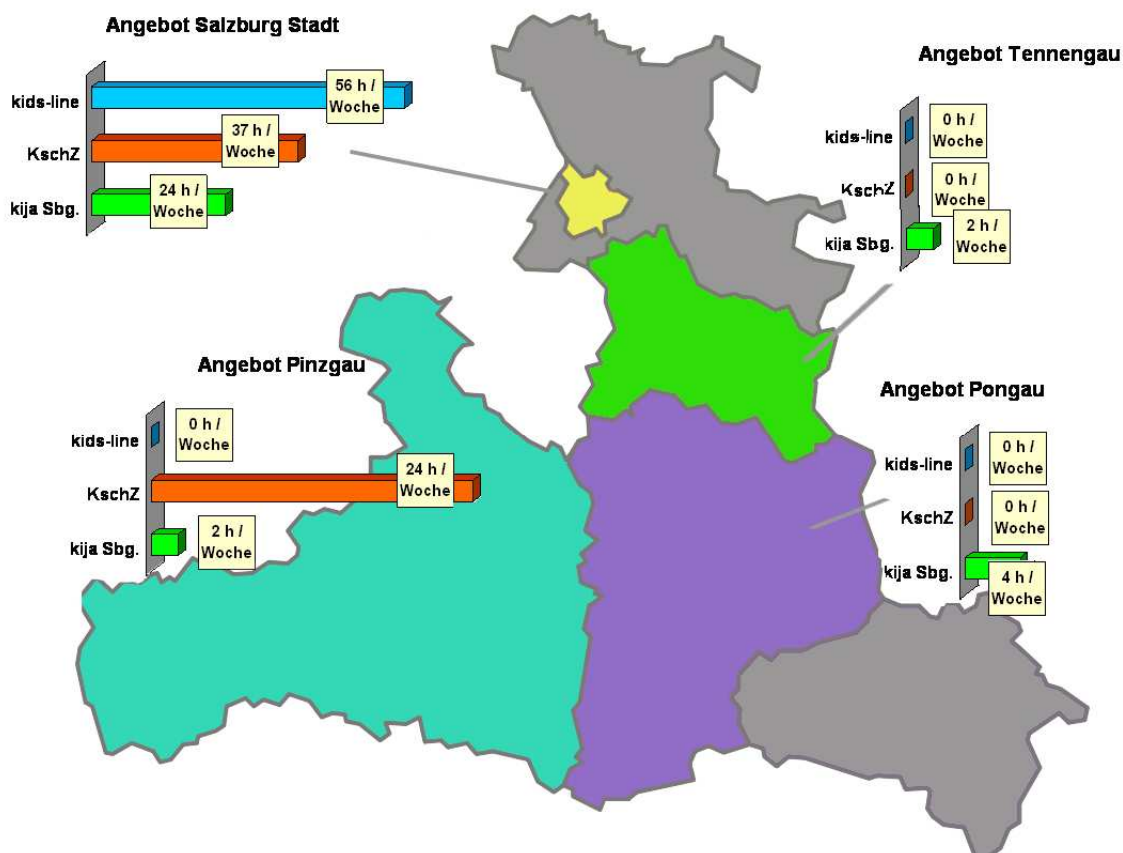 Angebot Salzburg Stadt
kids-line
56 h /
Woche
KschZ
37 h /
Woche
kija Sbg.
24 h /
Woche
Angebot Tennengau
kids-line
0 h /
Woche
KschZ
0 h /
Woche
kija Sbg.
2 h /
Woche
Angebot Pinzgau
kids-line
0 h /
Woche
KschZ
24 h /
Woche
kija Sbg.
2 h /
Woche
Angebot Pongau
kids-line
0 h /
Woche
KschZ
0 h /
Woche
kija Sbg.
4 h /
Woche